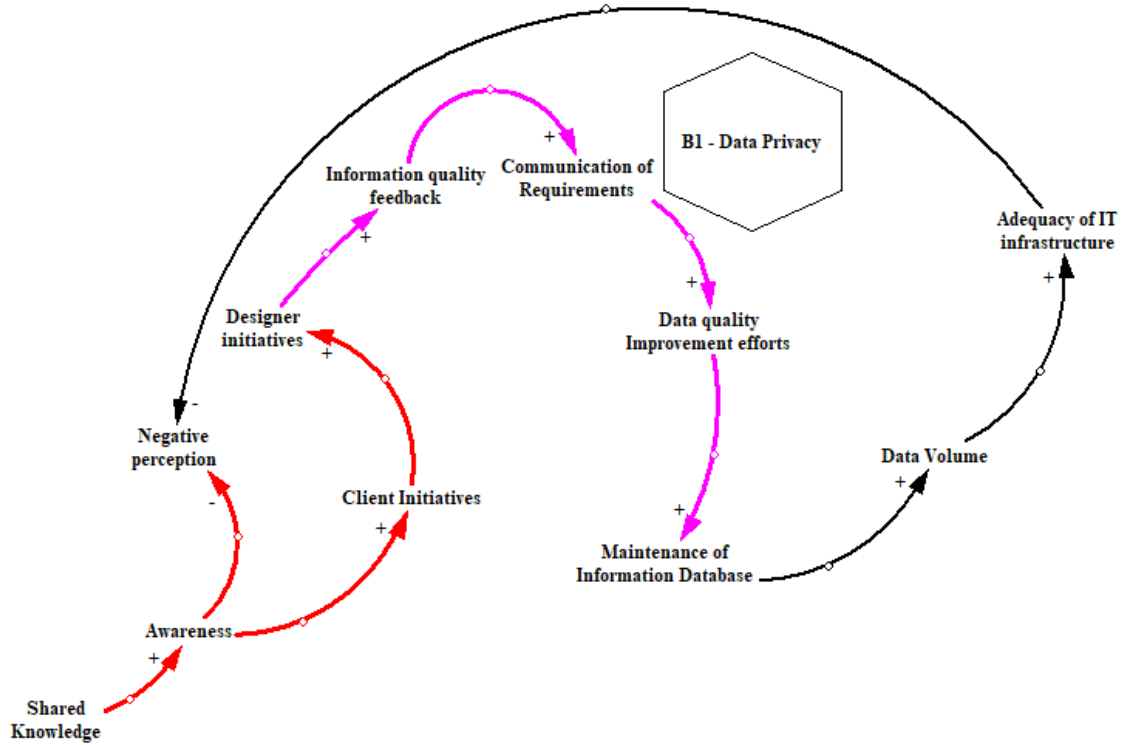 B1 - Data Privacy
+
Information quality
feedback
Communication of
Requirements
+
Adequacy of IT
infrastructure
+
+
Designer
initiatives
+
Data quality
Improvement efforts
+
-
Negative
perception
-
Client Initiatives
+
Data Volume
+
+
Maintenance of
Information Database
Awareness
+
Shared
Knowledge